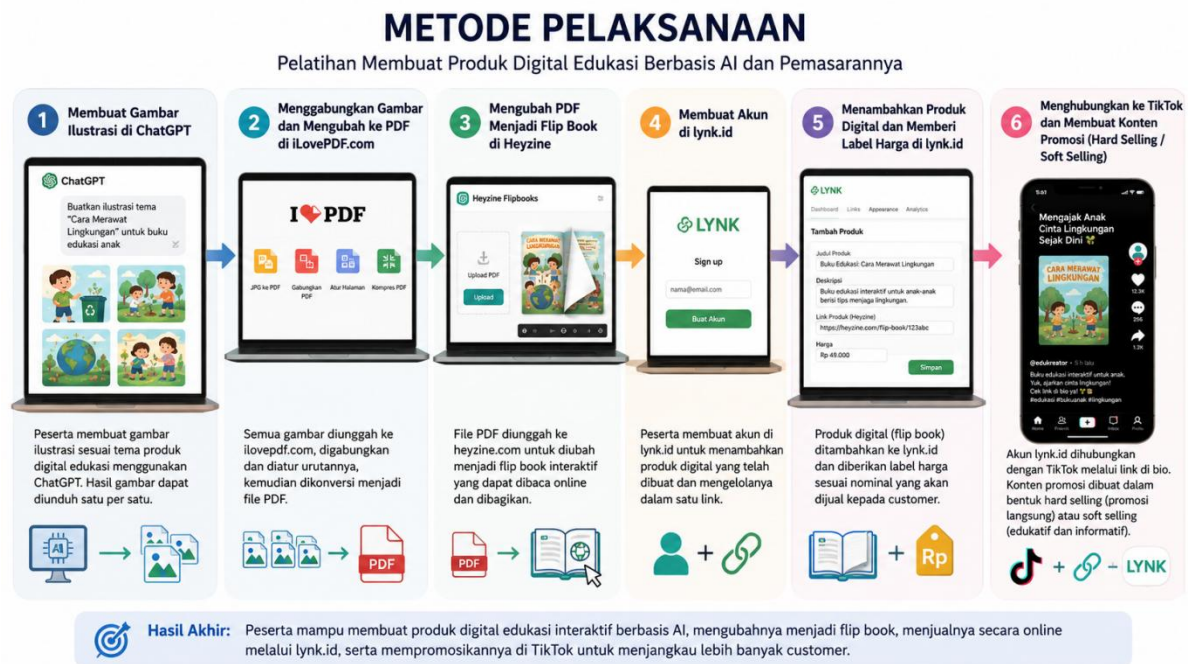 METODE PELAKSANAAN
Pelatihan Membuat Produk Digital Edukasi Berbasis AI dan Pemasarannya
1
Membuat Gambar
Ilustrasi di ChatGPT
ChatGPT
Buatkan ilustrasi tema
"Cara Merawat
Lingkungan" untuk buku
edukasi anak
Peserta membuat gambar
ilustrasi sesuai tema produk
digital edukasi menggunakan
ChatGPT. Hasil gambar dapat
diunduh satu per satu.
AI
2
Menggabungkan Gambar
dan Mengubah ke PDF
di iLovePDF.com
I PDF
JPG ke PDF
Gabungkan
PDF
Atur Halaman
Kompres PDF
Semua gambar diunggah ke
ilovepdf.com, digabungkan
dan diatur urutannya,
kemudian dikonversi menjadi
file PDF.
PDF
3
Mengubah PDF
Menjadi Flip Book
di Heyzine
Heyzine Flipbooks
Upload PDF
Upload
CARA MERAWAT
LINGKUNGAN
File PDF diunggah ke
heyzine.com untuk diubah
menjadi flip book interaktif
yang dapat dibaca online
dan dibagikan.
PDF
4
Membuat Akun
di lynk.id
LYNK
Sign up
nama@email.com
Buat Akun
Peserta membuat akun di
lynk.id untuk menambahkan
produk digital yang telah
dibuat dan mengelolanya
dalam satu link.
+
5
Menambahkan Produk
Digital dan Memberi
Label Harga di lynk.id
LYNK
Dashboard Links Appearance Analytics
Tambah Produk
Judul Produk
Buku Edukasi: Cara Merawat Lingkungan
Deskripsi
Buku edukasi interaktif untuk anak-anak
berisi tips menjaga lingkungan.
Link Produk (Heyzine)
https://heyzine.com/flip-book/123abc
Harga
Rp 49.000
Simpan
Produk digital (flip book)
ditambahkan ke lynk.id
dan diberikan label harga
sesuai nominal yang akan
dijual kepada customer.
+ Rp
6
Menghubungkan ke TikTok
dan Membuat Konten
Promosi (Hard Selling /
Soft Selling)
5:51
Mengajak Anak
Cinta Lingkungan
Sejak Dini
CARA MERAWAT
LINGKUNGAN
12.3K
256
1.2K
@edukreator • 5 h lalu
Buku edukasi interaktif untuk anak.
Yuk, ajarkan cinta lingkungan!
Cek link di bio ya!
#edukasi #bukuanak #lingkungan
Home
Inbox
Akun lynk.id dihubungkan
dengan TikTok melalui link di bio.
Konten promosi dibuat dalam
bentuk hard selling (promosi
langsung) atau soft selling
(edukatif dan informatif).
+ LYNK
Hasil Akhir: Peserta mampu membuat produk digital edukasi interaktif berbasis AI, mengubahnya menjadi flip book, menjualnya secara online
melalui lynk.id, serta mempromosikannya di TikTok untuk menjangkau lebih banyak customer.